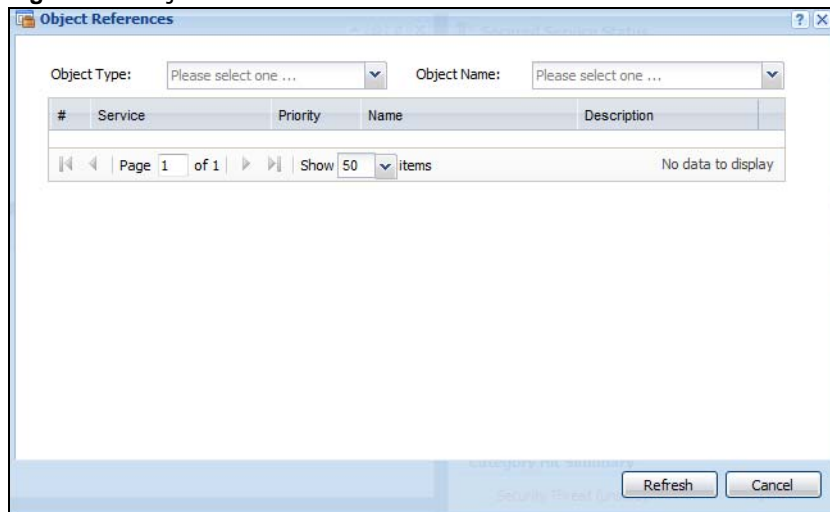 Object References
? X
Object Type: Please select one ... Object Name: Please select one ...
# Service Priority Name Description
Page 1 of 1 Show 50 items No data to display
Refresh Cancel